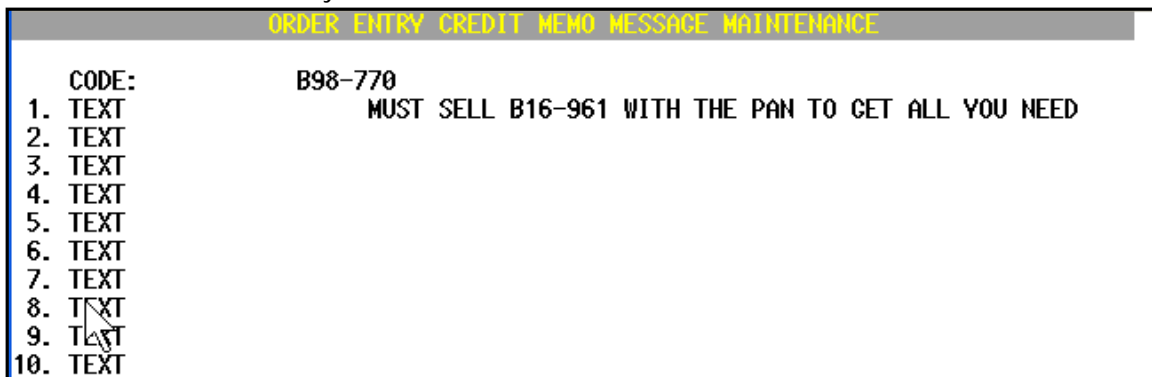 ORDER ENTRY CREDIT MEMO MESSAGE MAINTENANCE
CODE: B98-770
1. TEXT MUST SELL B16-961 WITH THE PAN TO GET ALL YOU NEED
2. TEXT
3. TEXT
4. TEXT
5. TEXT
6. TEXT
7. TEXT
8. TEXT
9. TEXT
10. TEXT